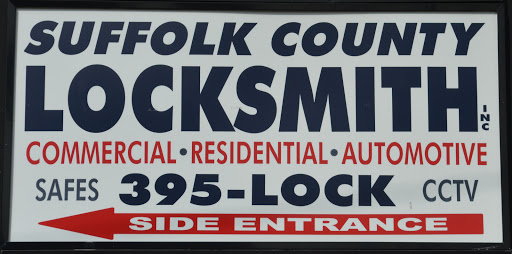 SUFFOLK COUNTY
LOCKSMITH INC
COMMERCIAL • RESIDENTIAL • AUTOMOTIVE
SAFES 395-LOCK CCTV
SIDE ENTRANCE